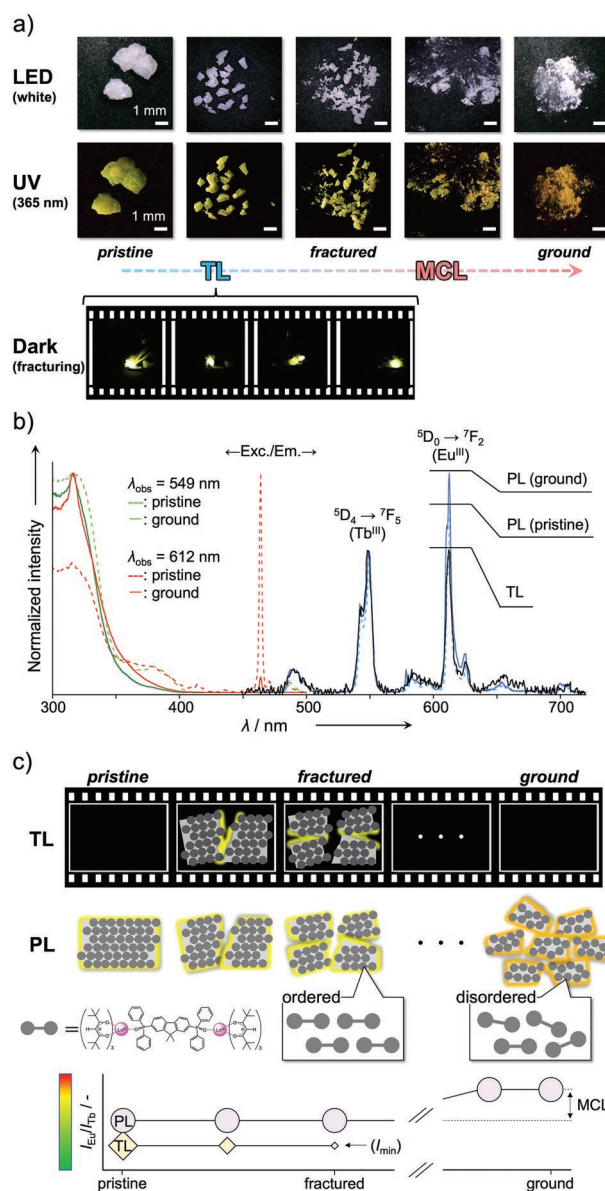 a)
LED
(white)
1 mm
UV
(365 nm)
1 mm
pristine fractured ground
TL MCL
Dark
(fracturing)
b)
Normalized intensity
←Exc./Em.→
λobs = 549 nm
--: pristine
—: ground
λobs = 612 nm
--: pristine
—: ground
⁵D₄ → ⁷F₅
(Tbᴵᴵᴵ)
⁵D₀ → ⁷F₂
(Euᴵᴵᴵ)
PL (ground)
PL (pristine)
TL
300 400 500 600 700
λ / nm
c)
pristine fractured ground
TL
• • •
PL
• • •
ordered
disordered
=
3 3
IEu/ITb / -
PL
TL
(Imin)
MCL
pristine fractured ground